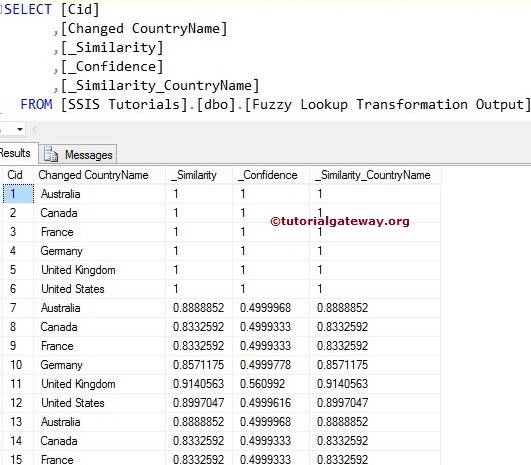 SELECT [Cid]
,[Changed CountryName]
,[_Similarity]
,[_Confidence]
,[_Similarity_CountryName]
FROM [SSIS Tutorials].[dbo].[Fuzzy Lookup Transformation Output]
Results Messages
Cid Changed CountryName _Similarity _Confidence _Similarity_CountryName
1 Australia 1 1 1
2 Canada 1 1 1
©tutorialgateway.org
3 France 1 1 1
4 Germany 1 1 1
5 United Kingdom 1 1 1
6 United States 1 1 1
7 Australia 0.8888852 0.4999968 0.8888852
8 Canada 0.8332592 0.4999333 0.8332592
9 France 0.8332592 0.4999333 0.8332592
10 Germany 0.8571175 0.4999778 0.8571175
11 United Kingdom 0.9140563 0.560992 0.9140563
12 United States 0.8997047 0.4999616 0.8997047
13 Australia 0.8888852 0.4999968 0.8888852
14 Canada 0.8332592 0.4999333 0.8332592
15 France 0.8332592 0.4999333 0.8332592